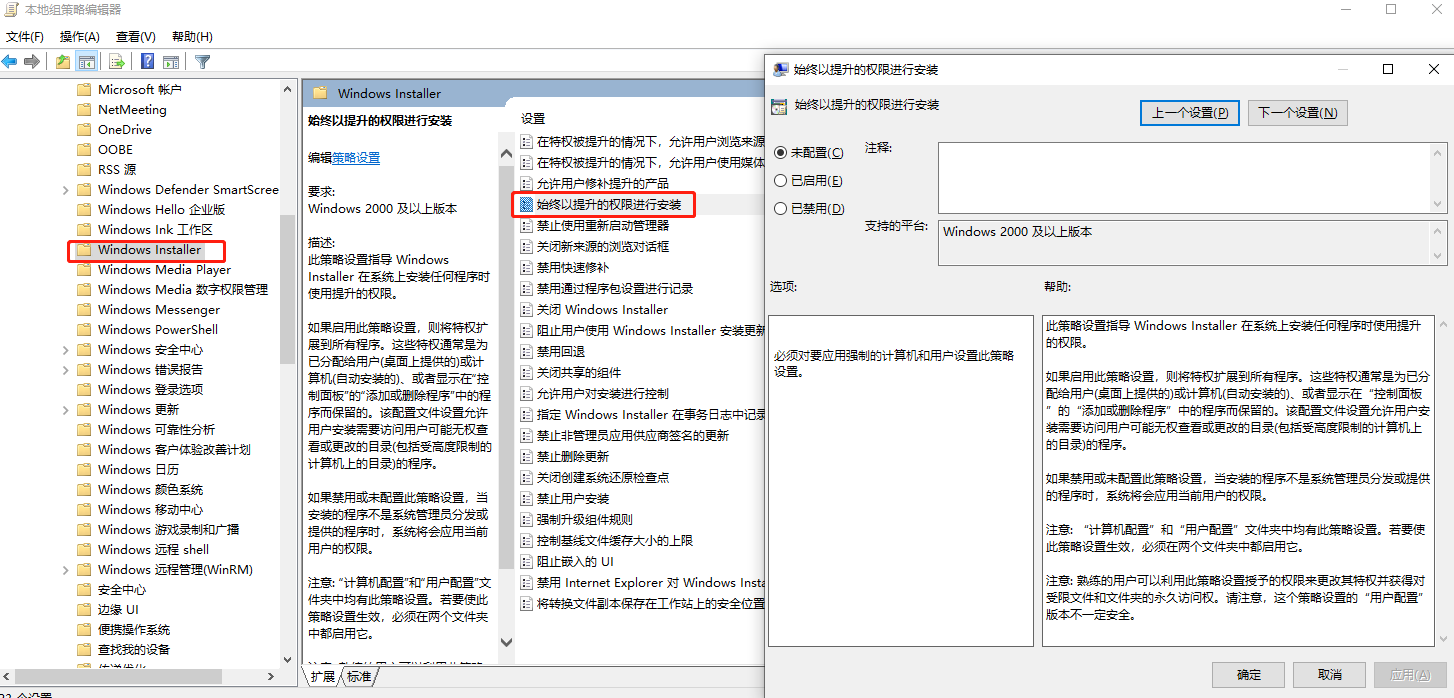 本地组策略编辑器
文件(F) 操作(A) 查看(V) 帮助(H)
Microsoft 帐户
NetMeeting
OneDrive
OOBE
RSS 源
Windows Defender SmartScree
Windows Hello 企业版
Windows Ink 工作区
Windows Installer
Windows Media Player
Windows Media 数字权限管理
Windows Messenger
Windows PowerShell
Windows 安全中心
Windows 错误报告
Windows 登录选项
Windows 更新
Windows 可靠性分析
Windows 客户体验改善计划
Windows 日历
Windows 颜色系统
Windows 移动中心
Windows 游戏录制和广播
Windows 远程 shell
Windows 远程管理(WinRM)
安全中心
边缘 UI
便携操作系统
查找我的设备
Windows Installer
始终以提升的权限进行安装
编辑策略设置
要求:
Windows 2000 及以上版本
描述:
此策略设置指导 Windows
Installer 在系统上安装任何程序时
使用提升的权限。
如果启用此策略设置，则将特权扩
展到所有程序。这些特权通常是为
已分配给用户(桌面上提供的)或计
算机(自动安装的)、或者显示在“控
制面板”的“添加或删除程序”中的程
序而保留的。该配置文件设置允许
用户安装需要访问用户可能无权查
看或更改的目录(包括受高度限制的
计算机上的目录)的程序。
如果禁用或未配置此策略设置，当
安装的程序不是系统管理员分发或
提供的程序时，系统将会应用当前
用户的权限。
注意: “计算机配置”和“用户配置”文
件夹中均有此策略设置。若要使此
策略设置生效，必须在两个文件夹
中都启用它。
扩展 标准
设置
在特权被提升的情况下，允许用户浏览来源
在特权被提升的情况下，允许用户使用媒体
允许用户修补提升的产品
始终以提升的权限进行安装
禁止使用重新启动管理器
关闭新来源的浏览对话框
禁用快速修补
禁用通过程序包设置进行记录
关闭 Windows Installer
阻止用户使用 Windows Installer 安装更新
禁用回退
关闭共享的组件
允许用户对安装进行控制
指定 Windows Installer 在事务日志中记录
禁止非管理员应用供应商签名的更新
禁止删除更新
关闭创建系统还原检查点
禁止用户安装
强制升级组件规则
控制基线文件缓存大小的上限
阻止嵌入的 UI
禁用 Internet Explorer 对 Windows Insta
将转换文件副本保存在工作站上的安全位置
始终以提升的权限进行安装
始终以提升的权限进行安装
上一个设置(P) 下一个设置(N)
未配置(C)
已启用(E)
已禁用(D)
注释:
支持的平台:
Windows 2000 及以上版本
选项:
帮助:
必须对要应用强制的计算机和用户设置此策略
设置。
此策略设置指导 Windows Installer 在系统上安装任何程序时使用提升
的权限。
如果启用此策略设置，则将特权扩展到所有程序。这些特权通常是为已分
配给用户(桌面上提供的)或计算机(自动安装的)、或者显示在“控制面板
”的“添加或删除程序”中的程序而保留的。该配置文件设置允许用户安
装需要访问用户可能无权查看或更改的目录(包括受高度限制的计算机上
的目录)的程序。
如果禁用或未配置此策略设置，当安装的程序不是系统管理员分发或提供
的程序时，系统将会应用当前用户的权限。
注意: “计算机配置”和“用户配置”文件夹中均有此策略设置。若要使
此策略设置生效，必须在两个文件夹中都启用它。
注意: 熟练的用户可以利用此策略设置授予的权限来更改其特权并获得对
受限文件和文件夹的永久访问权。请注意，这个策略设置的“用户配置”
版本不一定安全。
确定 取消 应用(A)